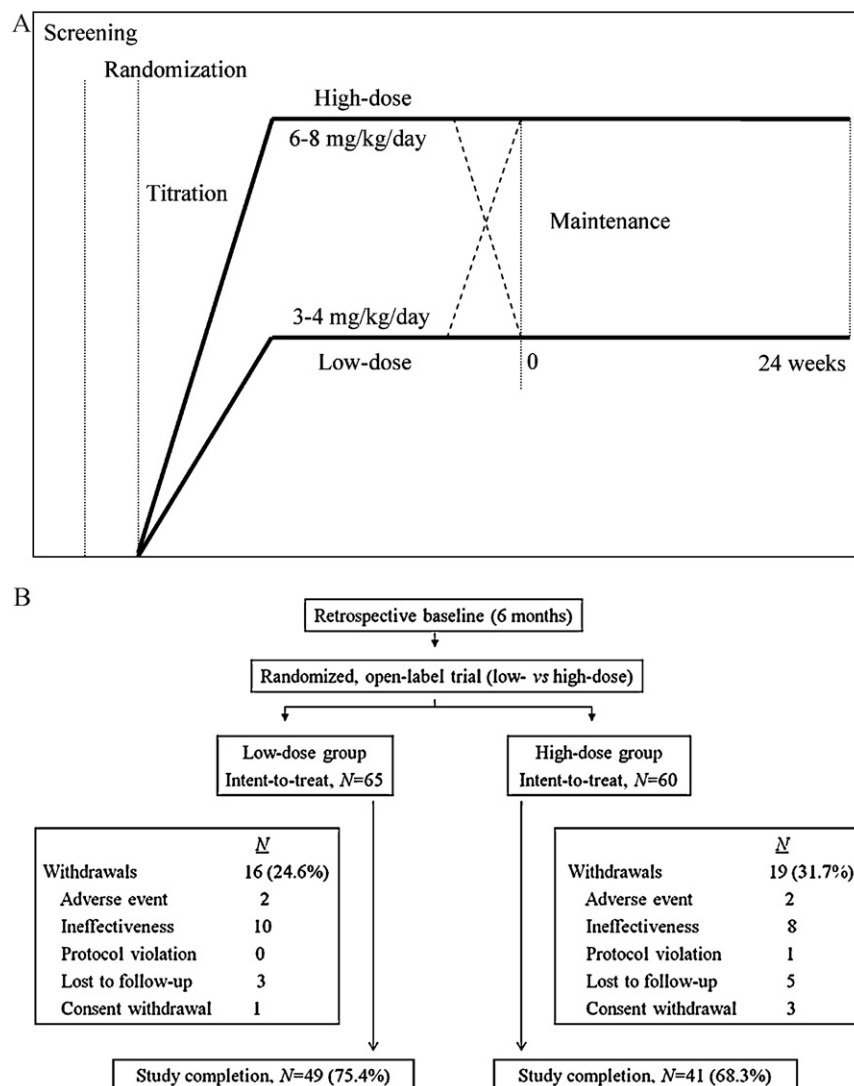 A
Screening
Randomization
High-dose
6-8 mg/kg/day
Titration
Maintenance
3-4 mg/kg/day
Low-dose
0
24 weeks
B
Retrospective baseline (6 months)
Randomized, open-label trial (low- vs high-dose)
Low-dose group
Intent-to-treat, N=65
High-dose group
Intent-to-treat, N=60
N
Withdrawals 16 (24.6%)
Adverse event 2
Ineffectiveness 10
Protocol violation 0
Lost to follow-up 3
Consent withdrawal 1
N
Withdrawals 19 (31.7%)
Adverse event 2
Ineffectiveness 8
Protocol violation 1
Lost to follow-up 5
Consent withdrawal 3
Study completion, N=49 (75.4%)
Study completion, N=41 (68.3%)